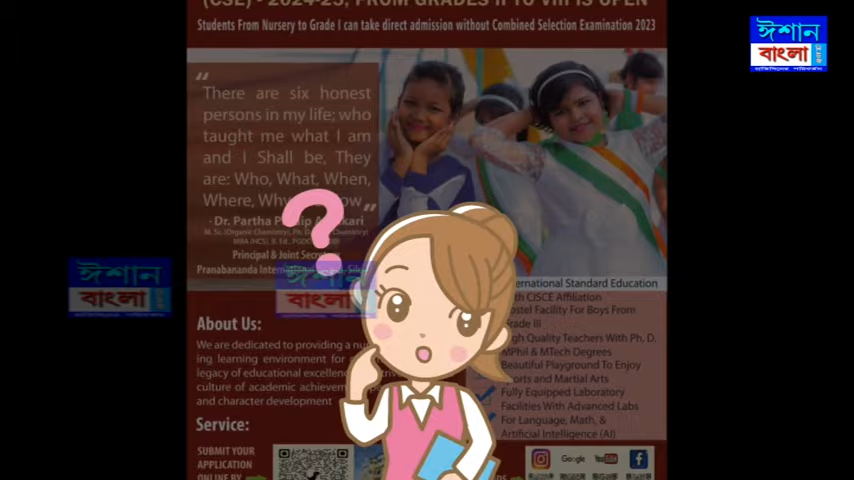 (CSE) - 2024-25, FROM GRADES II TO VIII IS OPEN
Students From Nursery to Grade I can take direct admission without Combined Selection Examination 2023
ঈশান
বাংলা
“
There are six honest
persons in my life; who
taught me what I am
and I Shall be, They
are: Who, What, When,
Where, Why
”
- Dr. Partha
Principal & Joint
Pranabananda
ঈশান
বাংলা
ঈশান
বাংলা
International Standard Education
With CISCE Affiliation
Hostel Facility For Boys From
Grade III
High Quality Teachers With Ph. D.
MPhil & MTech Degrees
Beautiful Playground To Enjoy
Sports and Martial Arts
Fully Equipped Laboratory
Facilities With Advanced Labs
For Language, Math, &
Artificial Intelligence (AI)
About Us:
We are dedicated to providing a
ing learning environment for
legacy of educational excellence
culture of academic achievement
and character development
Service:
SUBMIT YOUR
APPLICATION
ONLINE BY
Google
YouTube